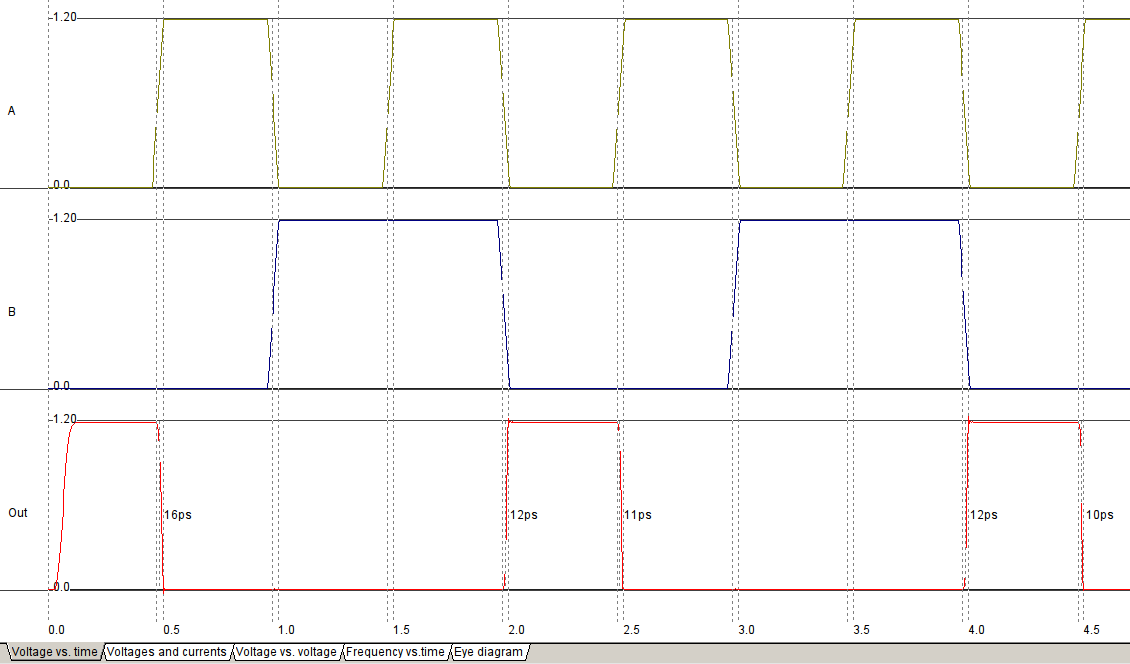 1.20
A
0.0
1.20
B
0.0
1.20
Out
16ps 12ps 11ps 12ps 10ps
0.0
0.0 0.5 1.0 1.5 2.0 2.5 3.0 3.5 4.0 4.5
Voltage vs. time Voltages and currents Voltage vs. voltage Frequency vs.time Eye diagram